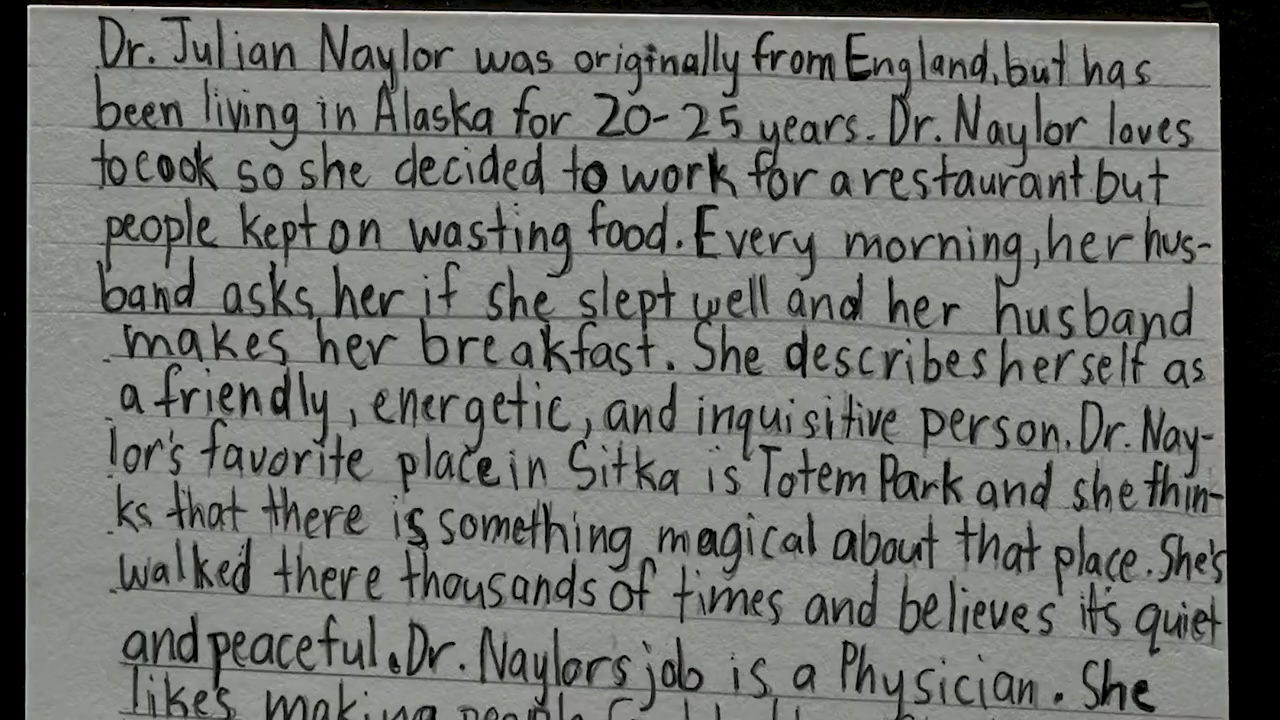 Dr. Julian Naylor was originally from England, but has
been living in Alaska for 20-25 years. Dr. Naylor loves
to cook so she decided to work for a restaurant but
people kept on wasting food. Every morning, her hus-
band asks her if she slept well and her husband
makes her breakfast. She describes herself as
a friendly, energetic, and inquisitive person. Dr. Nay-
lor's favorite place in Sitka is Totem Park and she thin-
ks that there is something magical about that place. She's
walked there thousands of times and believes it's quiet
and peaceful. Dr. Naylors job is a Physician. She
likes making people